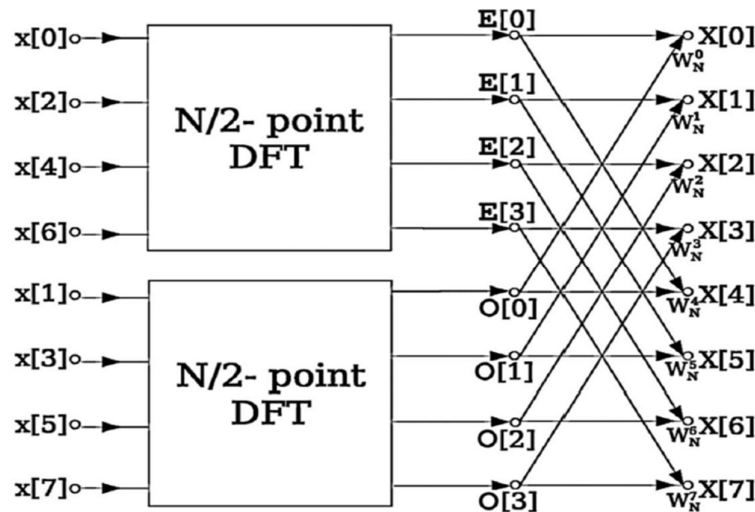 x[0]
x[2]
x[4]
x[6]
N/2- point
DFT
x[1]
x[3]
x[5]
x[7]
N/2- point
DFT
E[0]
E[1]
E[2]
E[3]
O[0]
O[1]
O[2]
O[3]
X[0]
W_N^0
X[1]
W_N^1
X[2]
W_N^2
X[3]
W_N^3
X[4]
W_N^4
X[5]
W_N^5
X[6]
W_N^6
X[7]
W_N^7